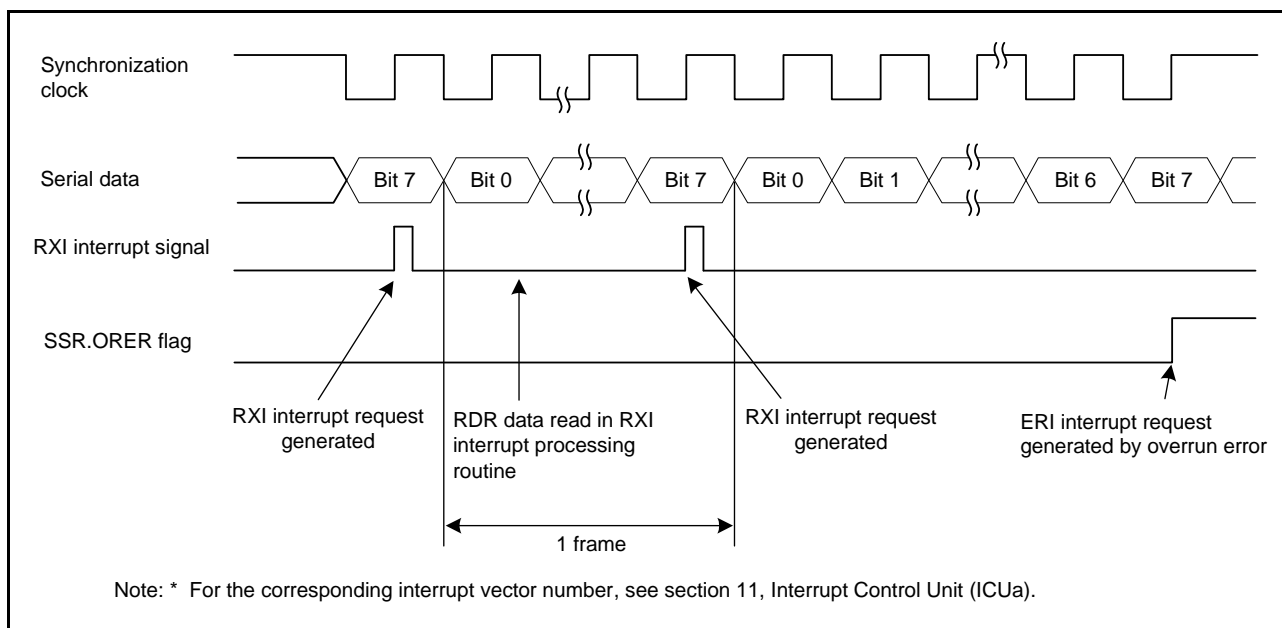 Synchronization
clock
Serial data
Bit 7
Bit 0
Bit 7
Bit 0
Bit 1
Bit 6
Bit 7
RXI interrupt signal
SSR.ORER flag
RXI interrupt request
generated
RDR data read in RXI
interrupt processing
routine
RXI interrupt request
generated
ERI interrupt request
generated by overrun error
1 frame
Note: * For the corresponding interrupt vector number, see section 11, Interrupt Control Unit (ICUa).